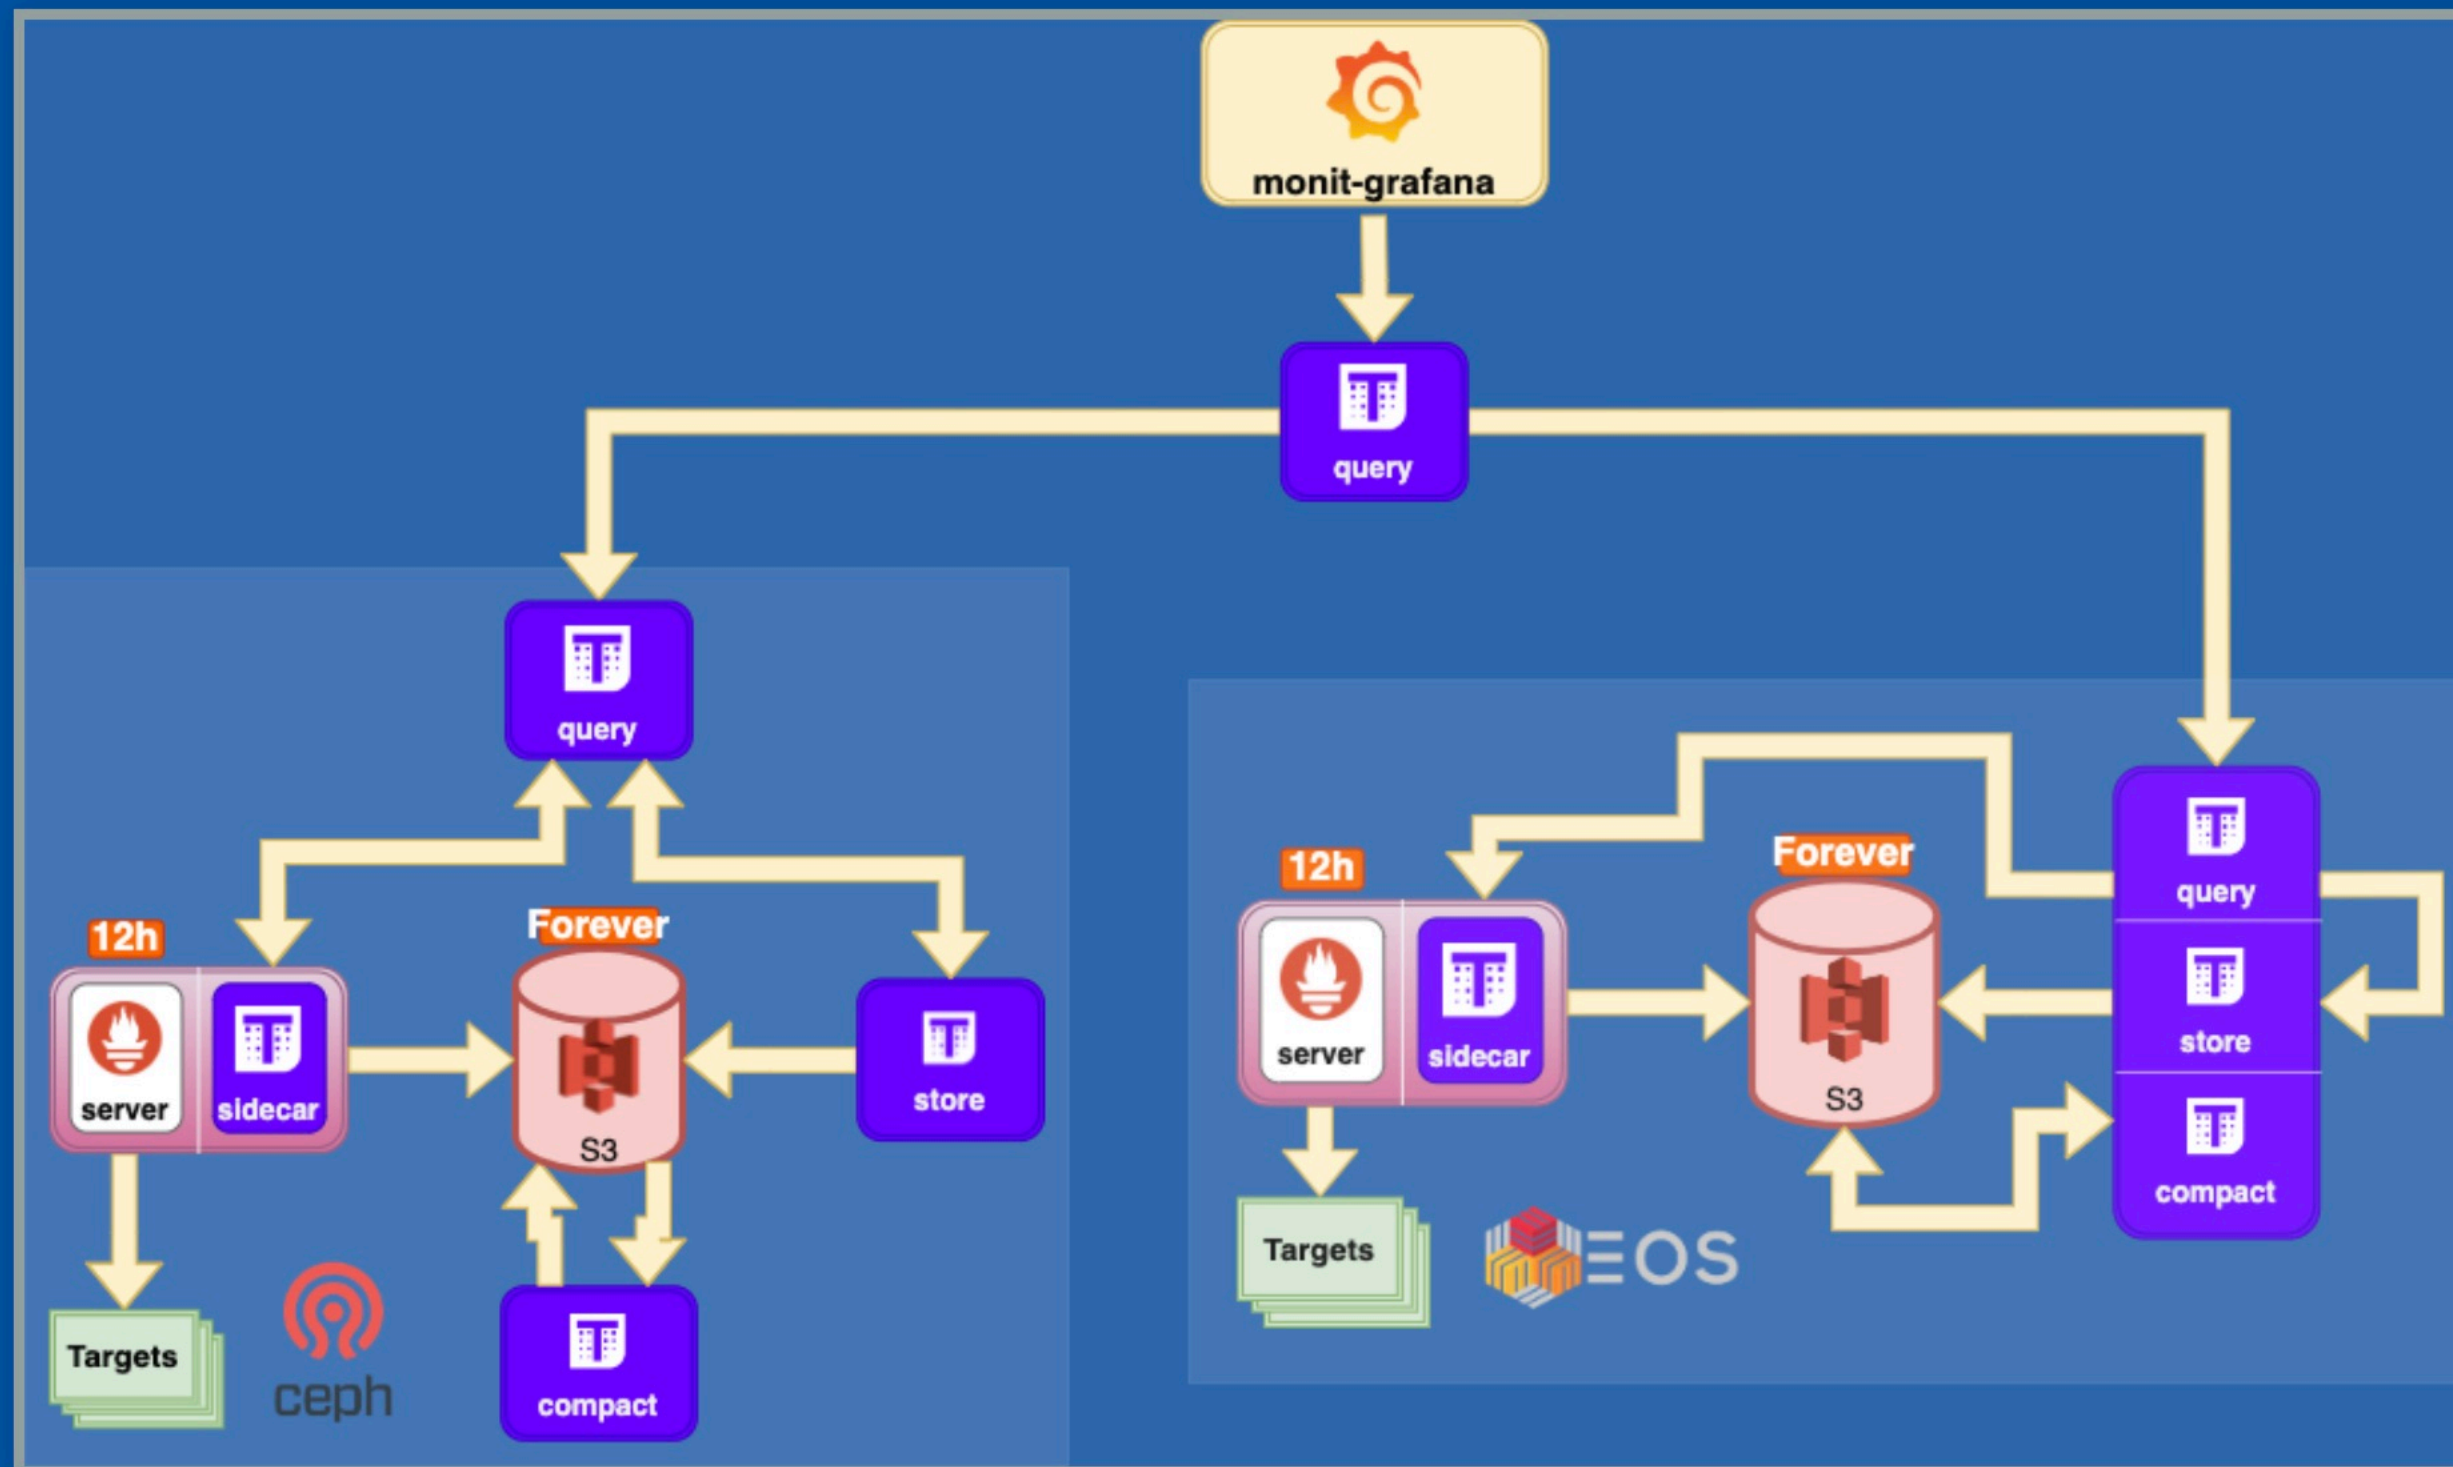 monit-grafana
query
query
12h
Forever
server
sidecar
S3
store
Targets
ceph
compact
12h
Forever
query
server
sidecar
S3
store
compact
Targets
EOS